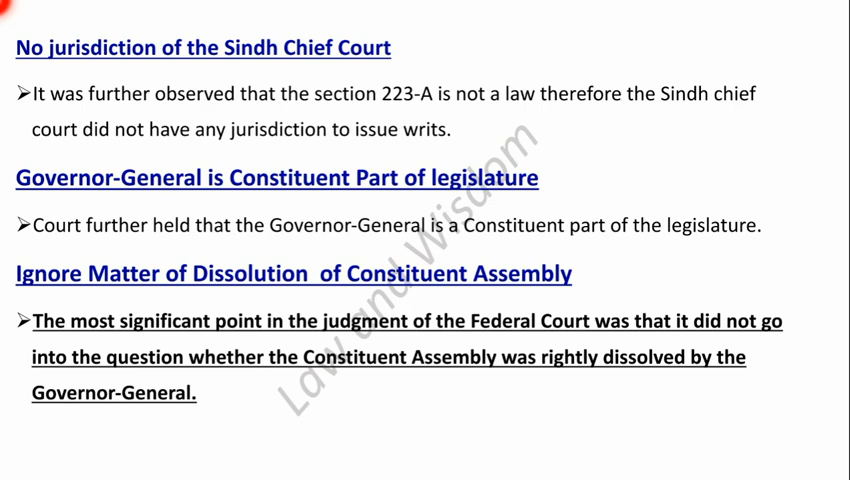 No jurisdiction of the Sindh Chief Court
➢It was further observed that the section 223-A is not a law therefore the Sindh chief
court did not have any jurisdiction to issue writs.
Governor-General is Constituent Part of legislature
➢Court further held that the Governor-General is a Constituent part of the legislature.
Ignore Matter of Dissolution of Constituent Assembly
➢The most significant point in the judgment of the Federal Court was that it did not go
into the question whether the Constituent Assembly was rightly dissolved by the
Governor-General.
Law and Wisdom